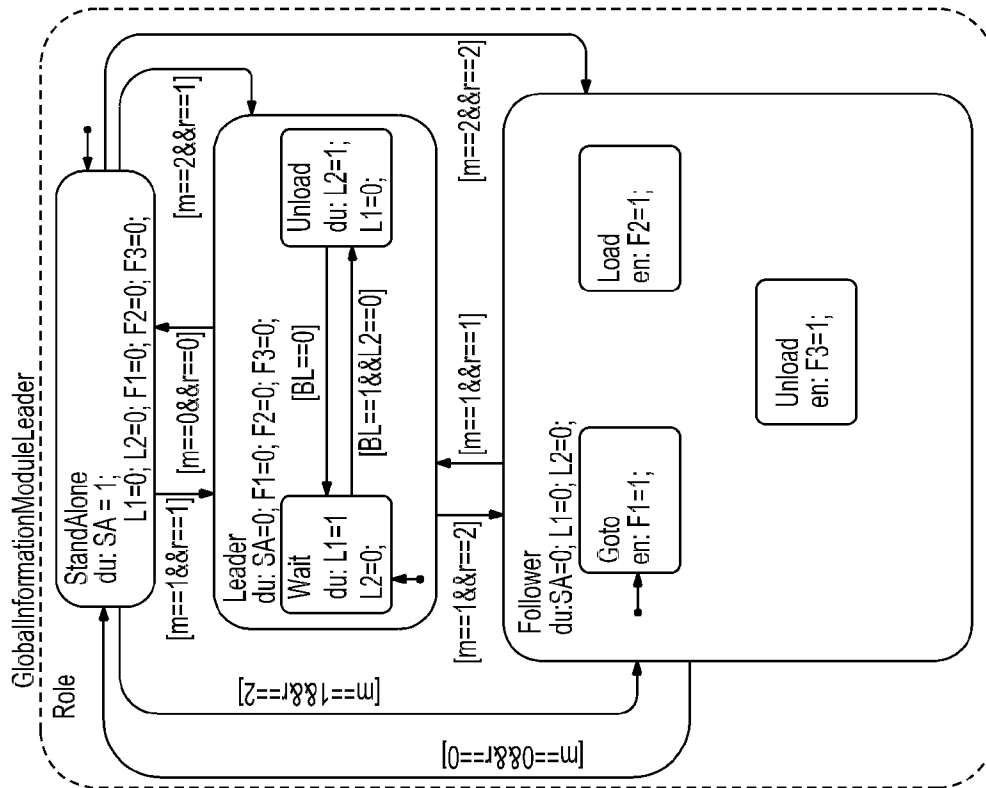 GlobalInformationModuleLeader
Role
StandAlone
du: SA = 1;
L1=0; L2=0; F1=0; F2=0; F3=0;
[m==2&&r==1]
[m==1&&r==1]
[m==0&&r==0]
Leader
du: SA=0; F1=0; F2=0; F3=0;
Wait
du: L1=1
L2=0;
[BL==0]
[BL==1&&L2==0]
Unload
du: L2=1;
L1=0;
[m==1&&r==2]
[m==1&&r==1]
[m==2&&r==2]
[m==1&&r==2]
[m==0&&r==0]
Follower
du:SA=0; L1=0; L2=0;
Goto
en: F1=1;
Load
en: F2=1;
Unload
en: F3=1;